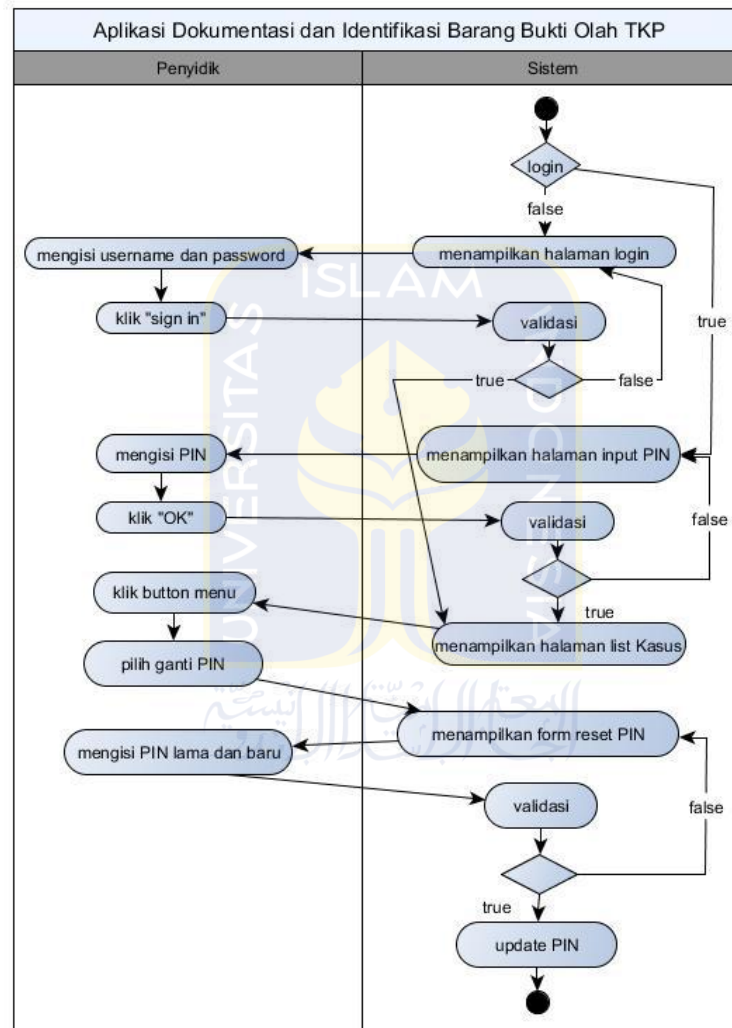 Aplikasi Dokumentasi dan Identifikasi Barang Bukti Olah TKP
Penyidik
Sistem
login
false
true
menampilkan halaman login
mengisi username dan password
klik "sign in"
validasi
true
false
menampilkan halaman input PIN
mengisi PIN
klik "OK"
validasi
false
true
menampilkan halaman list Kasus
klik button menu
pilih ganti PIN
menampilkan form reset PIN
mengisi PIN lama dan baru
validasi
false
true
update PIN
UNIVERSITAS
ISLAM
INDONESIA